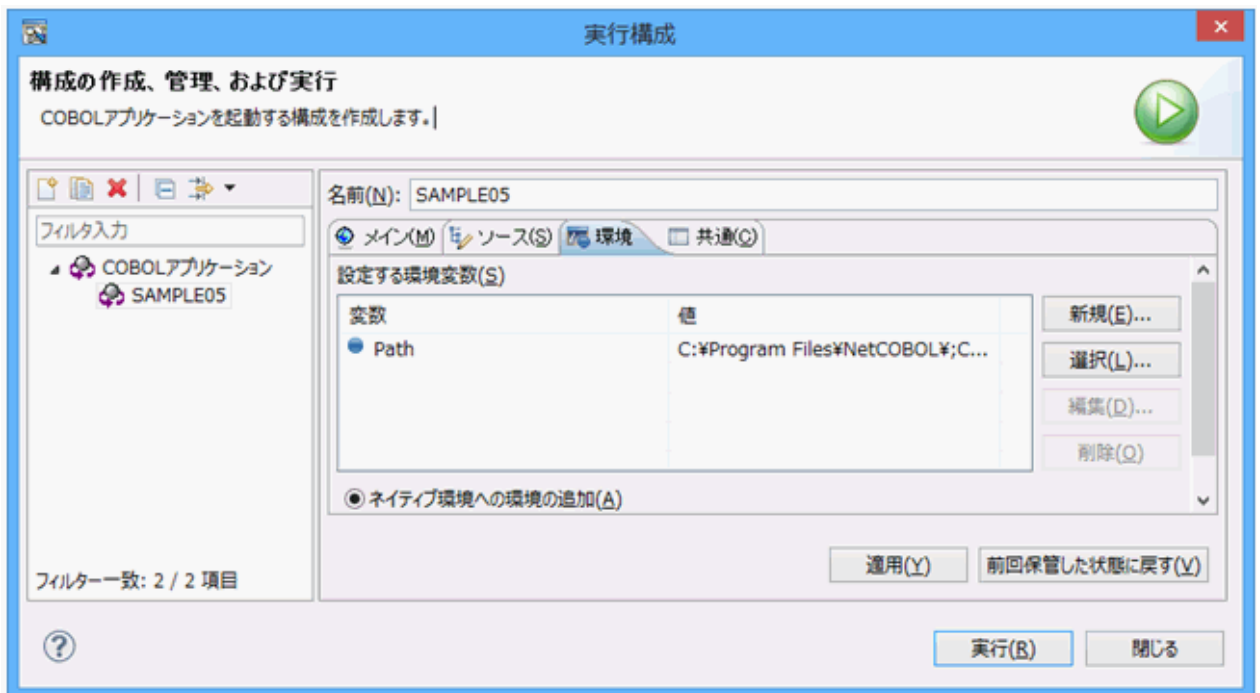 実行構成
構成の作成、管理、および実行
COBOLアプリケーションを起動する構成を作成します。
名前(N): SAMPLE05
フィルタ入力
メイン(M) ソース(S) 環境 共通(C)
COBOLアプリケーション
SAMPLE05
設定する環境変数(S)
変数 値
Path C:¥Program Files¥NetCOBOL¥;C...
新規(E)...
選択(L)...
編集(D)...
削除(O)
ネイティブ環境への環境の追加(A)
適用(Y) 前回保管した状態に戻す(V)
フィルター一致: 2 / 2 項目
実行(R) 閉じる